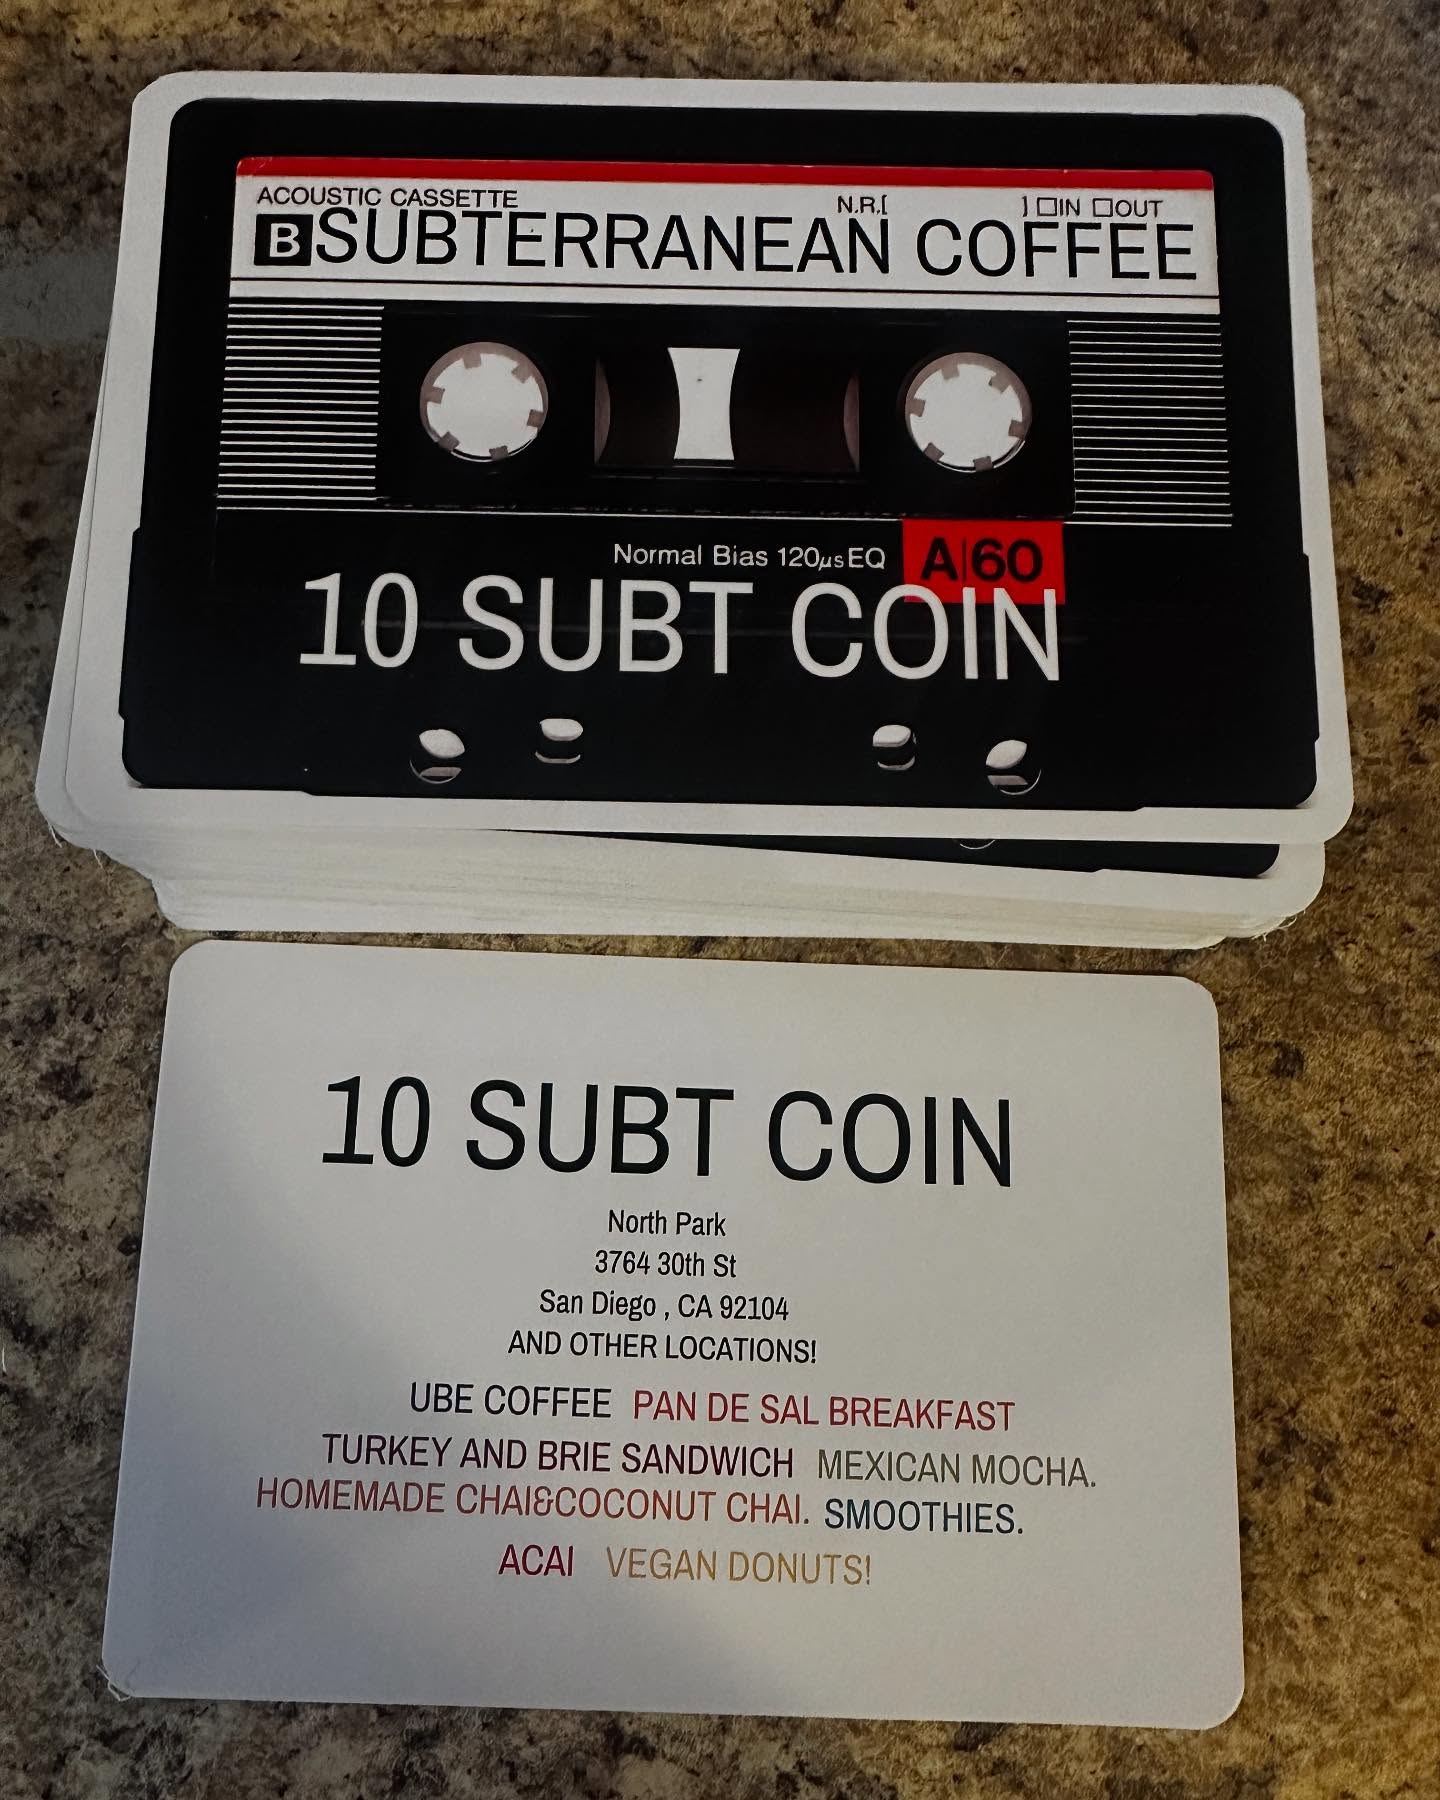 ACOUSTIC CASSETTE N.R.[ ] IN OUT
B SUBTERRANEAN COFFEE
Normal Bias 120µs EQ A|60
10 SUBT COIN
10 SUBT COIN
North Park
3764 30th St
San Diego , CA 92104
AND OTHER LOCATIONS!
UBE COFFEE PAN DE SAL BREAKFAST
TURKEY AND BRIE SANDWICH MEXICAN MOCHA.
HOMEMADE CHAI&COCONUT CHAI. SMOOTHIES.
ACAI VEGAN DONUTS!